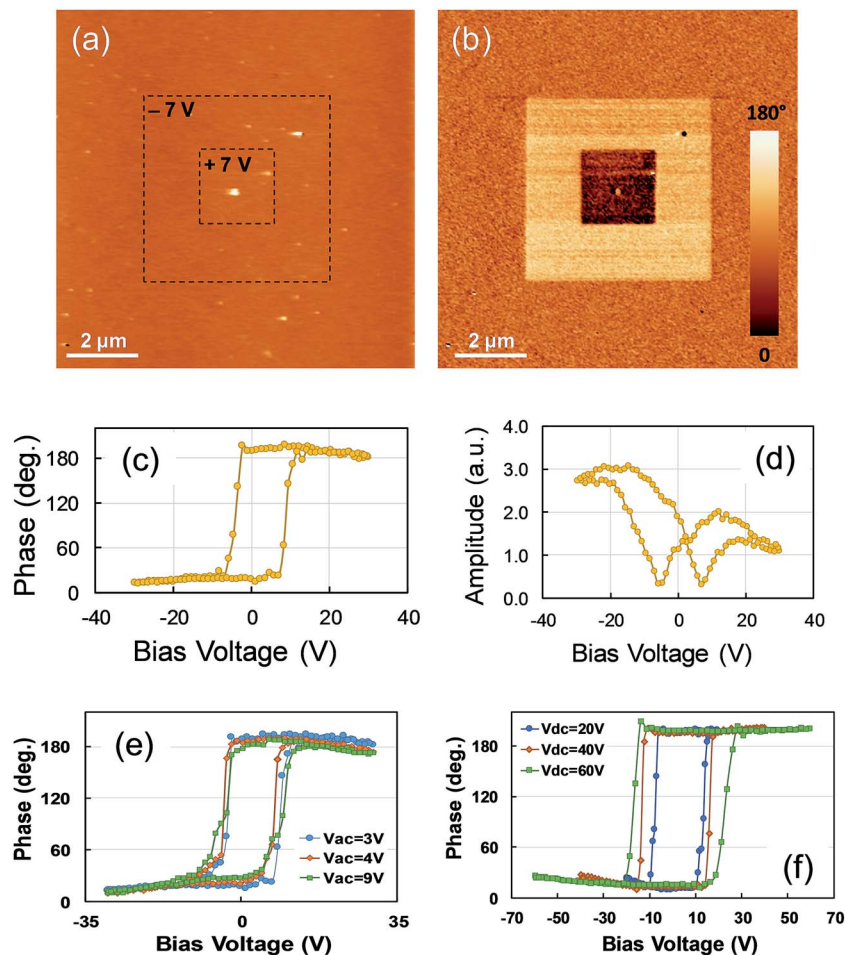 (a)
– 7 V
+ 7 V
2 µm
(b)
180°
0
2 µm
(c)
Phase (deg.)
180
120
60
0
-40
-20
0
20
40
Bias Voltage (V)
(d)
Amplitude (a.u.)
4.0
3.0
2.0
1.0
0.0
-40
-20
0
20
40
Bias Voltage (V)
(e)
Phase (deg.)
180
120
60
0
Vac=3V
Vac=4V
Vac=9V
-35
0
35
Bias Voltage (V)
(f)
Phase (deg.)
Vdc=20V
Vdc=40V
Vdc=60V
240
180
120
60
0
-70
-50
-30
-10
10
30
50
70
Bias Voltage (V)